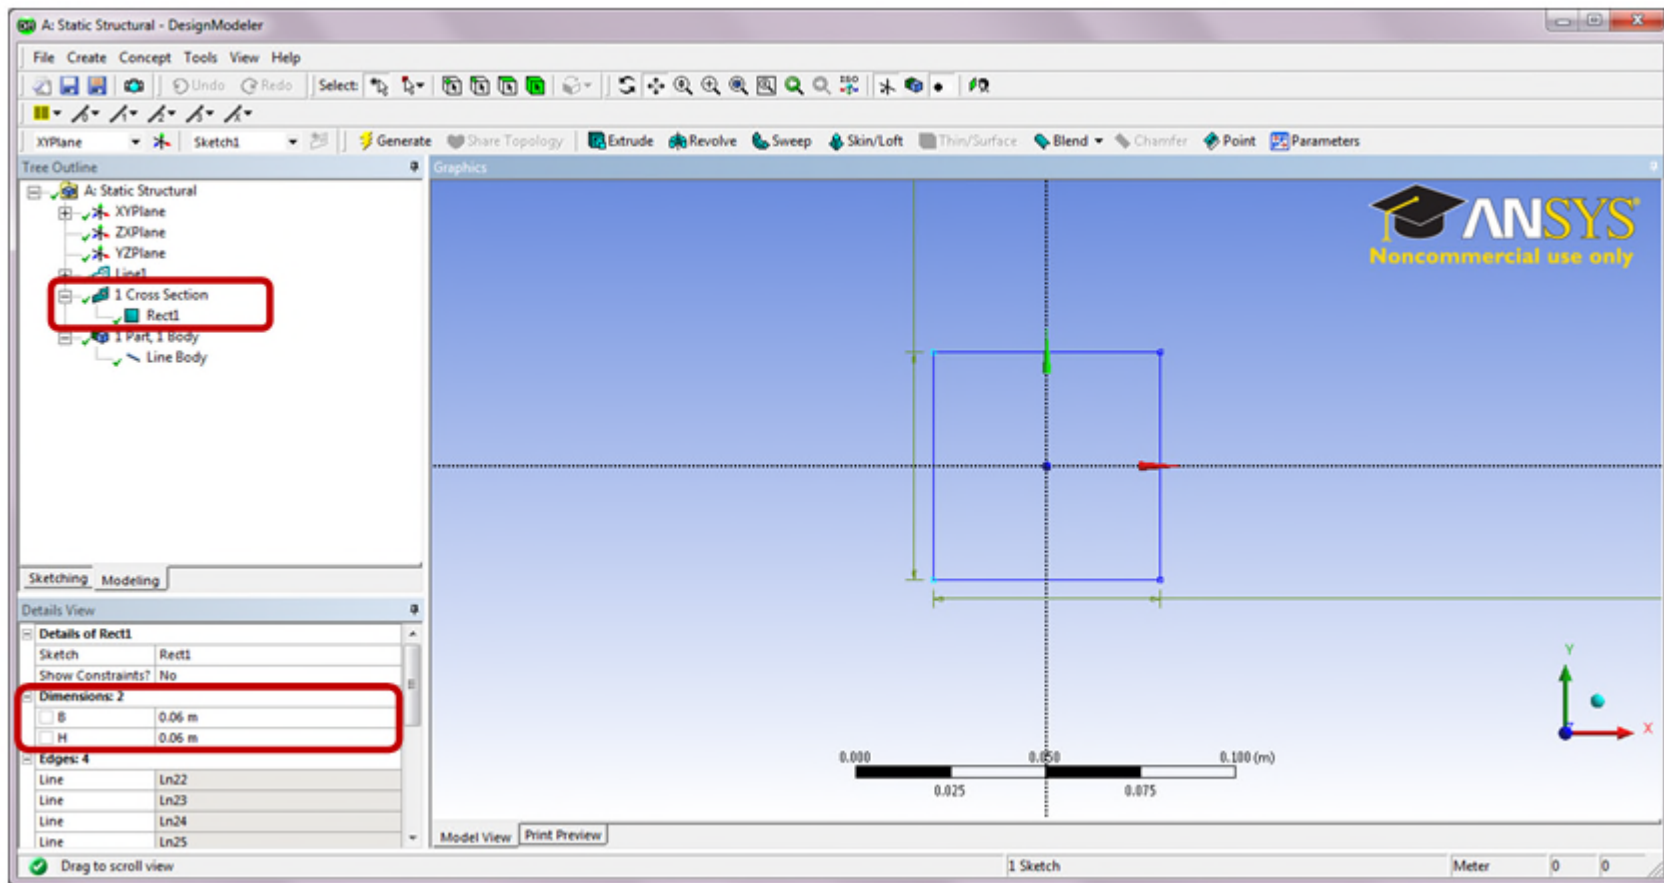 A: Static Structural - DesignModeler
File Create Concept Tools View Help
Undo Redo Select:
XYPlane Sketch1 Generate Share Topology Extrude Revolve Sweep Skin/Loft Thin/Surface Blend Chamfer Point Parameters
Tree Outline
A: Static Structural
XYPlane
ZXPlane
YZPlane
Line1
1 Cross Section
Rect1
1 Part, 1 Body
Line Body
Sketching Modeling
Details View
Details of Rect1
Sketch Rect1
Show Constraints? No
Dimensions: 2
B 0.06 m
H 0.06 m
Edges: 4
Line Ln22
Line Ln23
Line Ln24
Line Ln25
Graphics
ANSYS
Noncommercial use only
Y
X
0.000 0.050 0.100 (m)
0.025 0.075
Model View Print Preview
Drag to scroll view 1 Sketch Meter 0 0